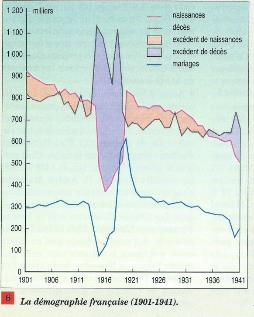 1 200
milliers
1 100
1 000
900
800
700
600
500
400
300
200
100
0
naissances
décès
excédent de naissances
excédent de décès
mariages
1901 1906 1911 1916 1921 1926 1931 1936 1941
6 La démographie française (1901-1941).